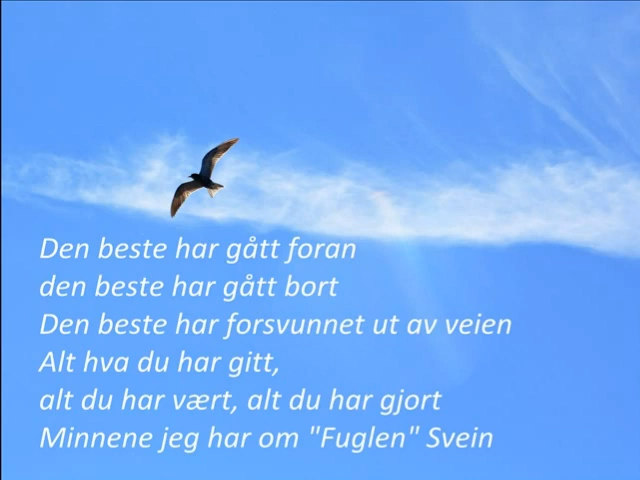 Den beste har gått foran
den beste har gått bort
Den beste har forsvunnet ut av veien
Alt hva du har gitt,
alt du har vært, alt du har gjort
Minnene jeg har om "Fuglen" Svein